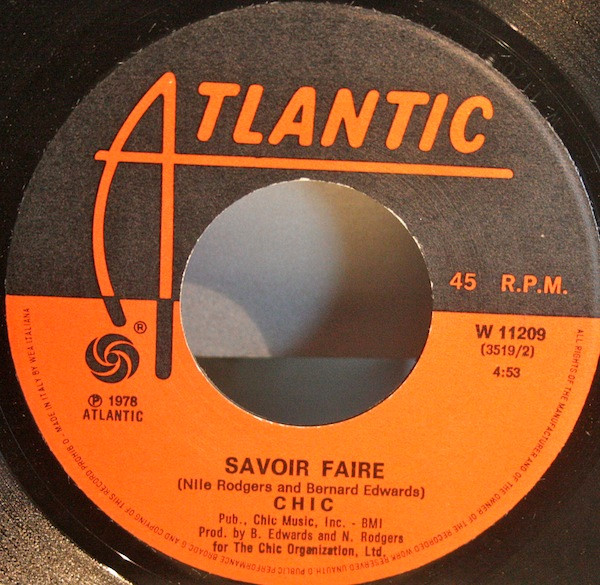 ATLANTIC
45 R.P.M.
®
W 11209
(3519/2)
4:53
℗ 1978
ATLANTIC
SAVOIR FAIRE
(Nile Rodgers and Bernard Edwards)
CHIC
Pub., Chic Music, Inc. - BMI
Prod. by B. Edwards and N. Rodgers
for The Chic Organization, Ltd.
ALL RIGHTS OF THE MANUFACTURER AND OF THE OWNER OF THE RECORDED WORK RESERVED UNAUTHORIZED PUBLIC PERFORMANCE BROADC G AND COPYING OF THIS RECORD PROHIB D - MADE IN ITALY BY WEA ITALIANA